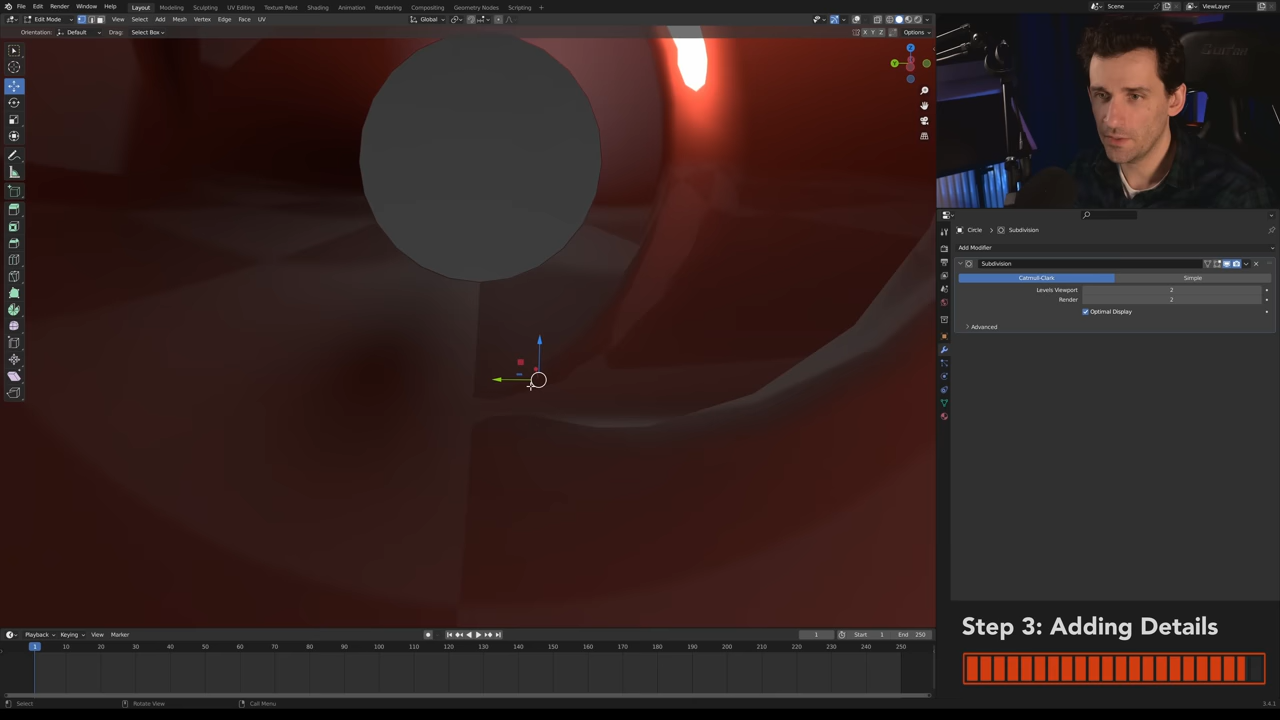 File Edit Render Window Help Layout Modeling Sculpting UV Editing Texture Paint Shading Animation Rendering Compositing Geometry Nodes Scripting Scene ViewLayer
Edit Mode View Select Add Mesh Vertex Edge Face UV Global
Orientation: Default Drag: Select Box X Y Z Options
Z
Y
Circle Subdivision
Add Modifier
Subdivision
Catmull-Clark Simple
Levels Viewport 2
Render 2
Optimal Display
Advanced
Step 3: Adding Details
Playback Keying View Marker 1 Start 1 End 250
1 10 20 30 40 50 60 70 80 90 100 110 120 130 140 150 160 170 180 190 200 210 220 230 240 250
Select Rotate View Call Menu 3.4.1